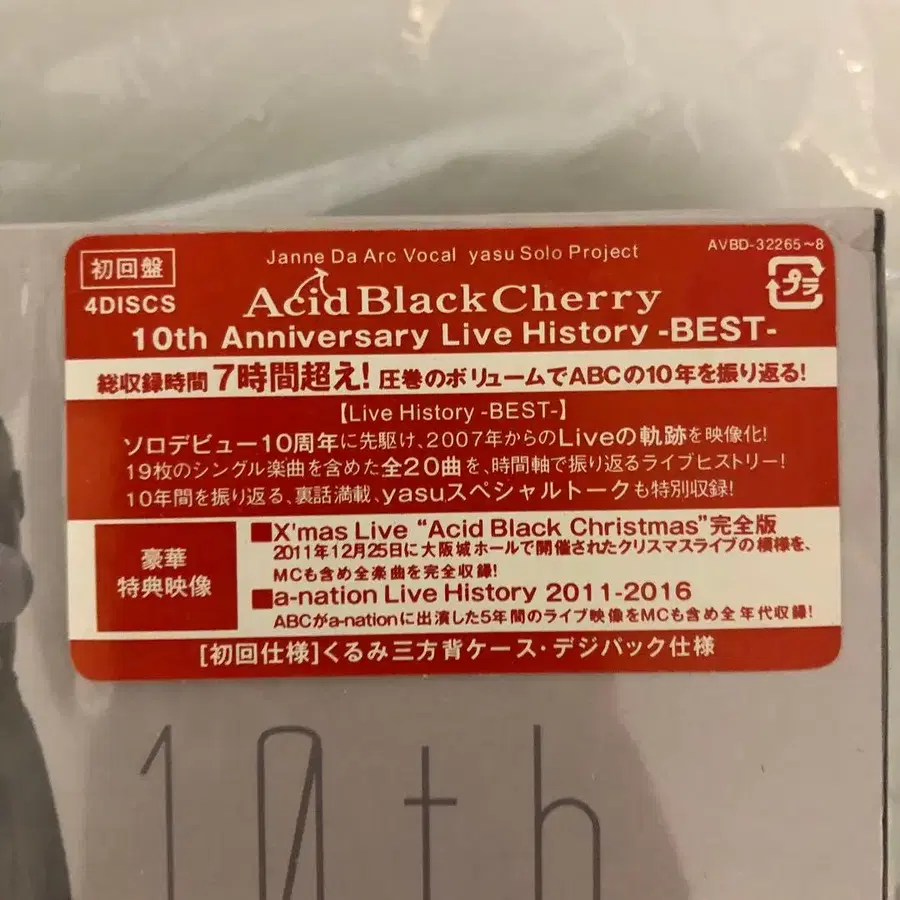 初回盤
4DISCS
Janne Da Arc Vocal yasu Solo Project
AVBD-32265～8
プラ
Acid Black Cherry
10th Anniversary Live History -BEST-
総収録時間7時間超え!圧巻のボリュームでABCの10年を振り返る!
【Live History -BEST-】
ソロデビュー10周年に先駆け、2007年からのLiveの軌跡を映像化!
19枚のシングル楽曲を含めた全20曲を、時間軸で振り返るライブヒストリー!
10年間を振り返る、裏話満載、yasuスペシャルトークも特別収録!
豪華
特典映像
■X'mas Live “Acid Black Christmas”完全版
2011年12月25日に大阪城ホールで開催されたクリスマスライブの模様を、
MCも含め全楽曲を完全収録!
■a-nation Live History 2011-2016
ABCがa-nationに出演した5年間のライブ映像をMCも含め全年代収録!
[初回仕様]くるみ三方背ケース・デジパック仕様
10th